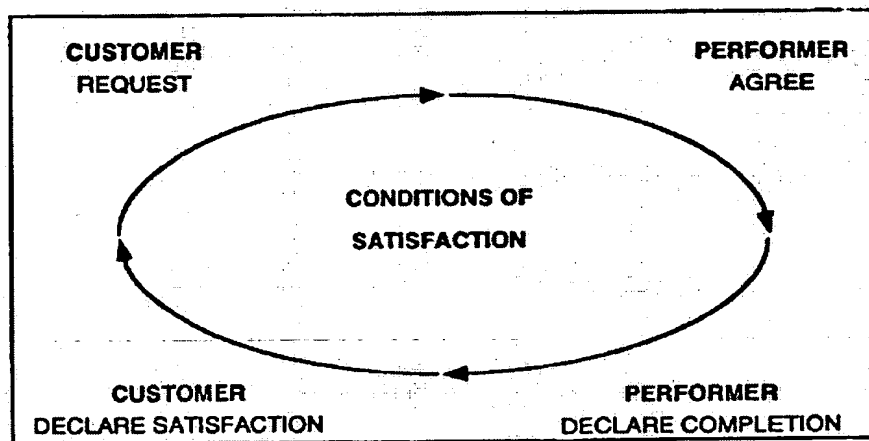 CUSTOMER
REQUEST
PERFORMER
AGREE
CONDITIONS OF
SATISFACTION
CUSTOMER
DECLARE SATISFACTION
PERFORMER
DECLARE COMPLETION